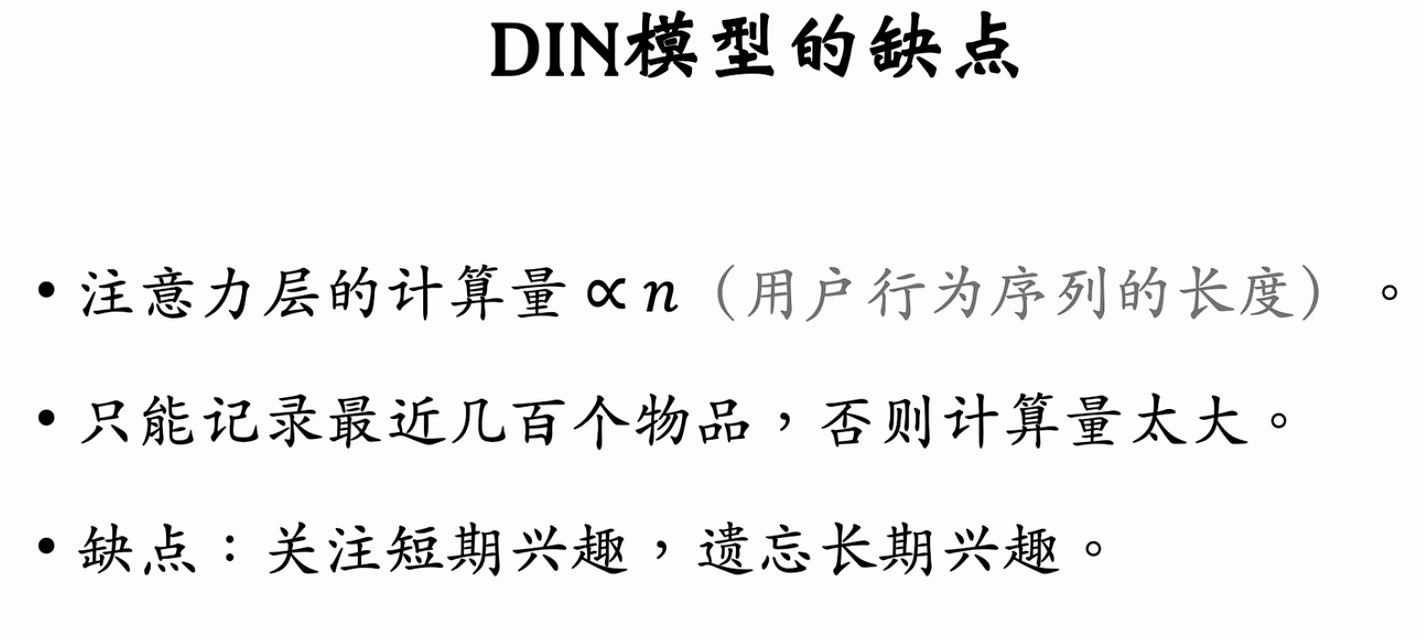 DIN模型的缺点
• 注意力层的计算量 ∝ n（用户行为序列的长度）。
• 只能记录最近几百个物品，否则计算量太大。
• 缺点：关注短期兴趣，遗忘长期兴趣。